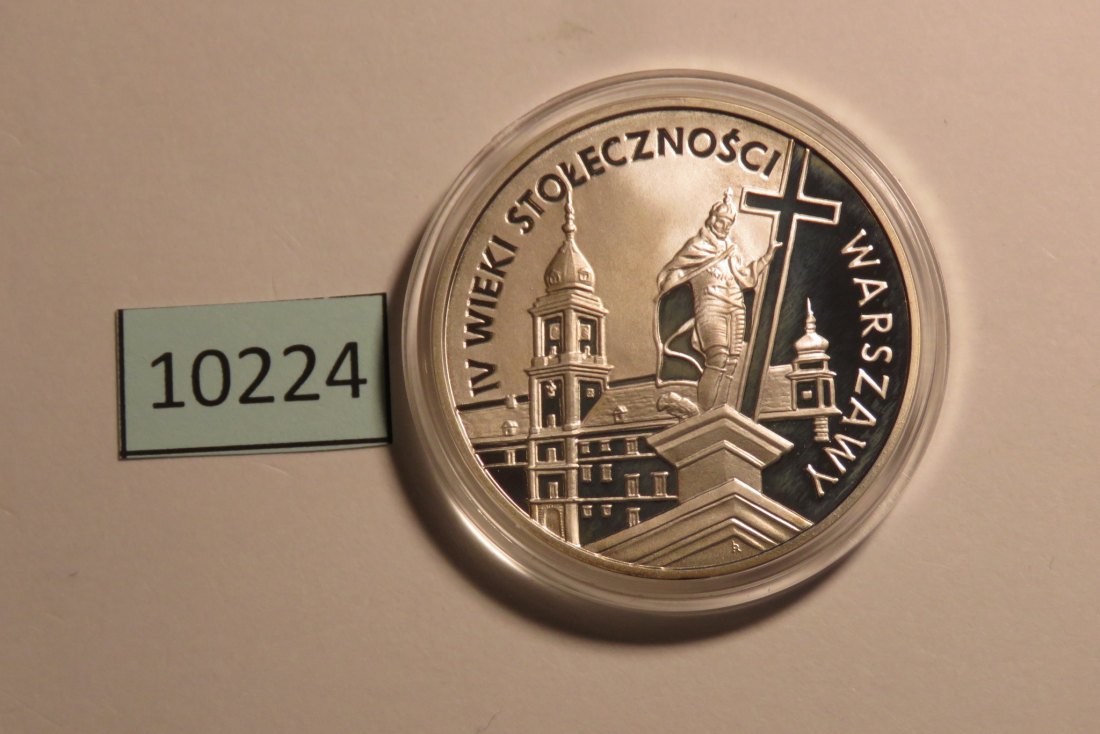 10224
IV WIEKI STOŁECZNOŚCI
WARSZAWY